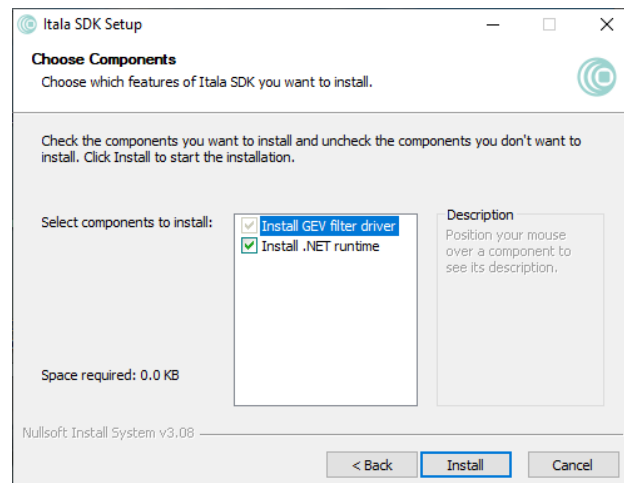 Itala SDK Setup
Choose Components
Choose which features of Itala SDK you want to install.
Check the components you want to install and uncheck the components you don't want to
install. Click Install to start the installation.
Select components to install:
Install GEV filter driver
Install .NET runtime
Description
Position your mouse
over a component to
see its description.
Space required: 0.0 KB
Nullsoft Install System v3.08
< Back
Install
Cancel